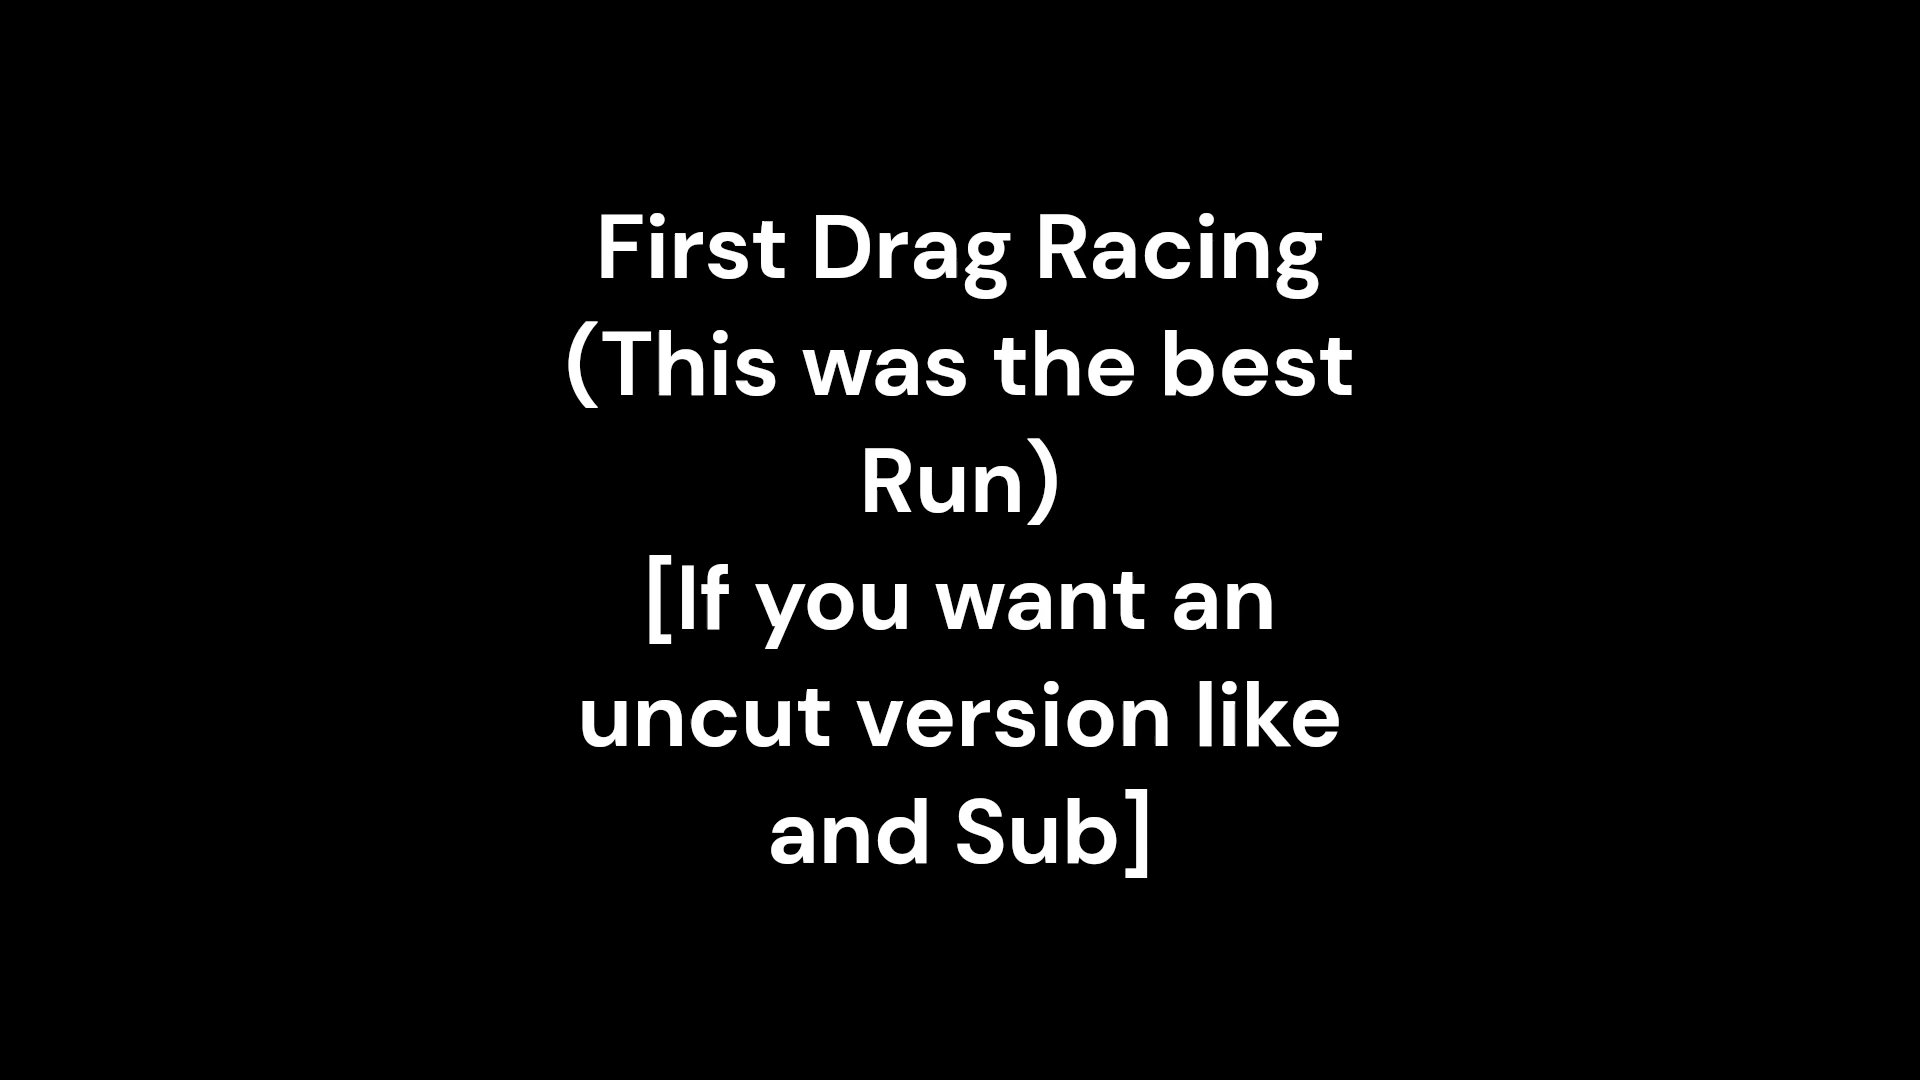 First Drag Racing
(This was the best
Run)
[If you want an
uncut version like
and Sub]